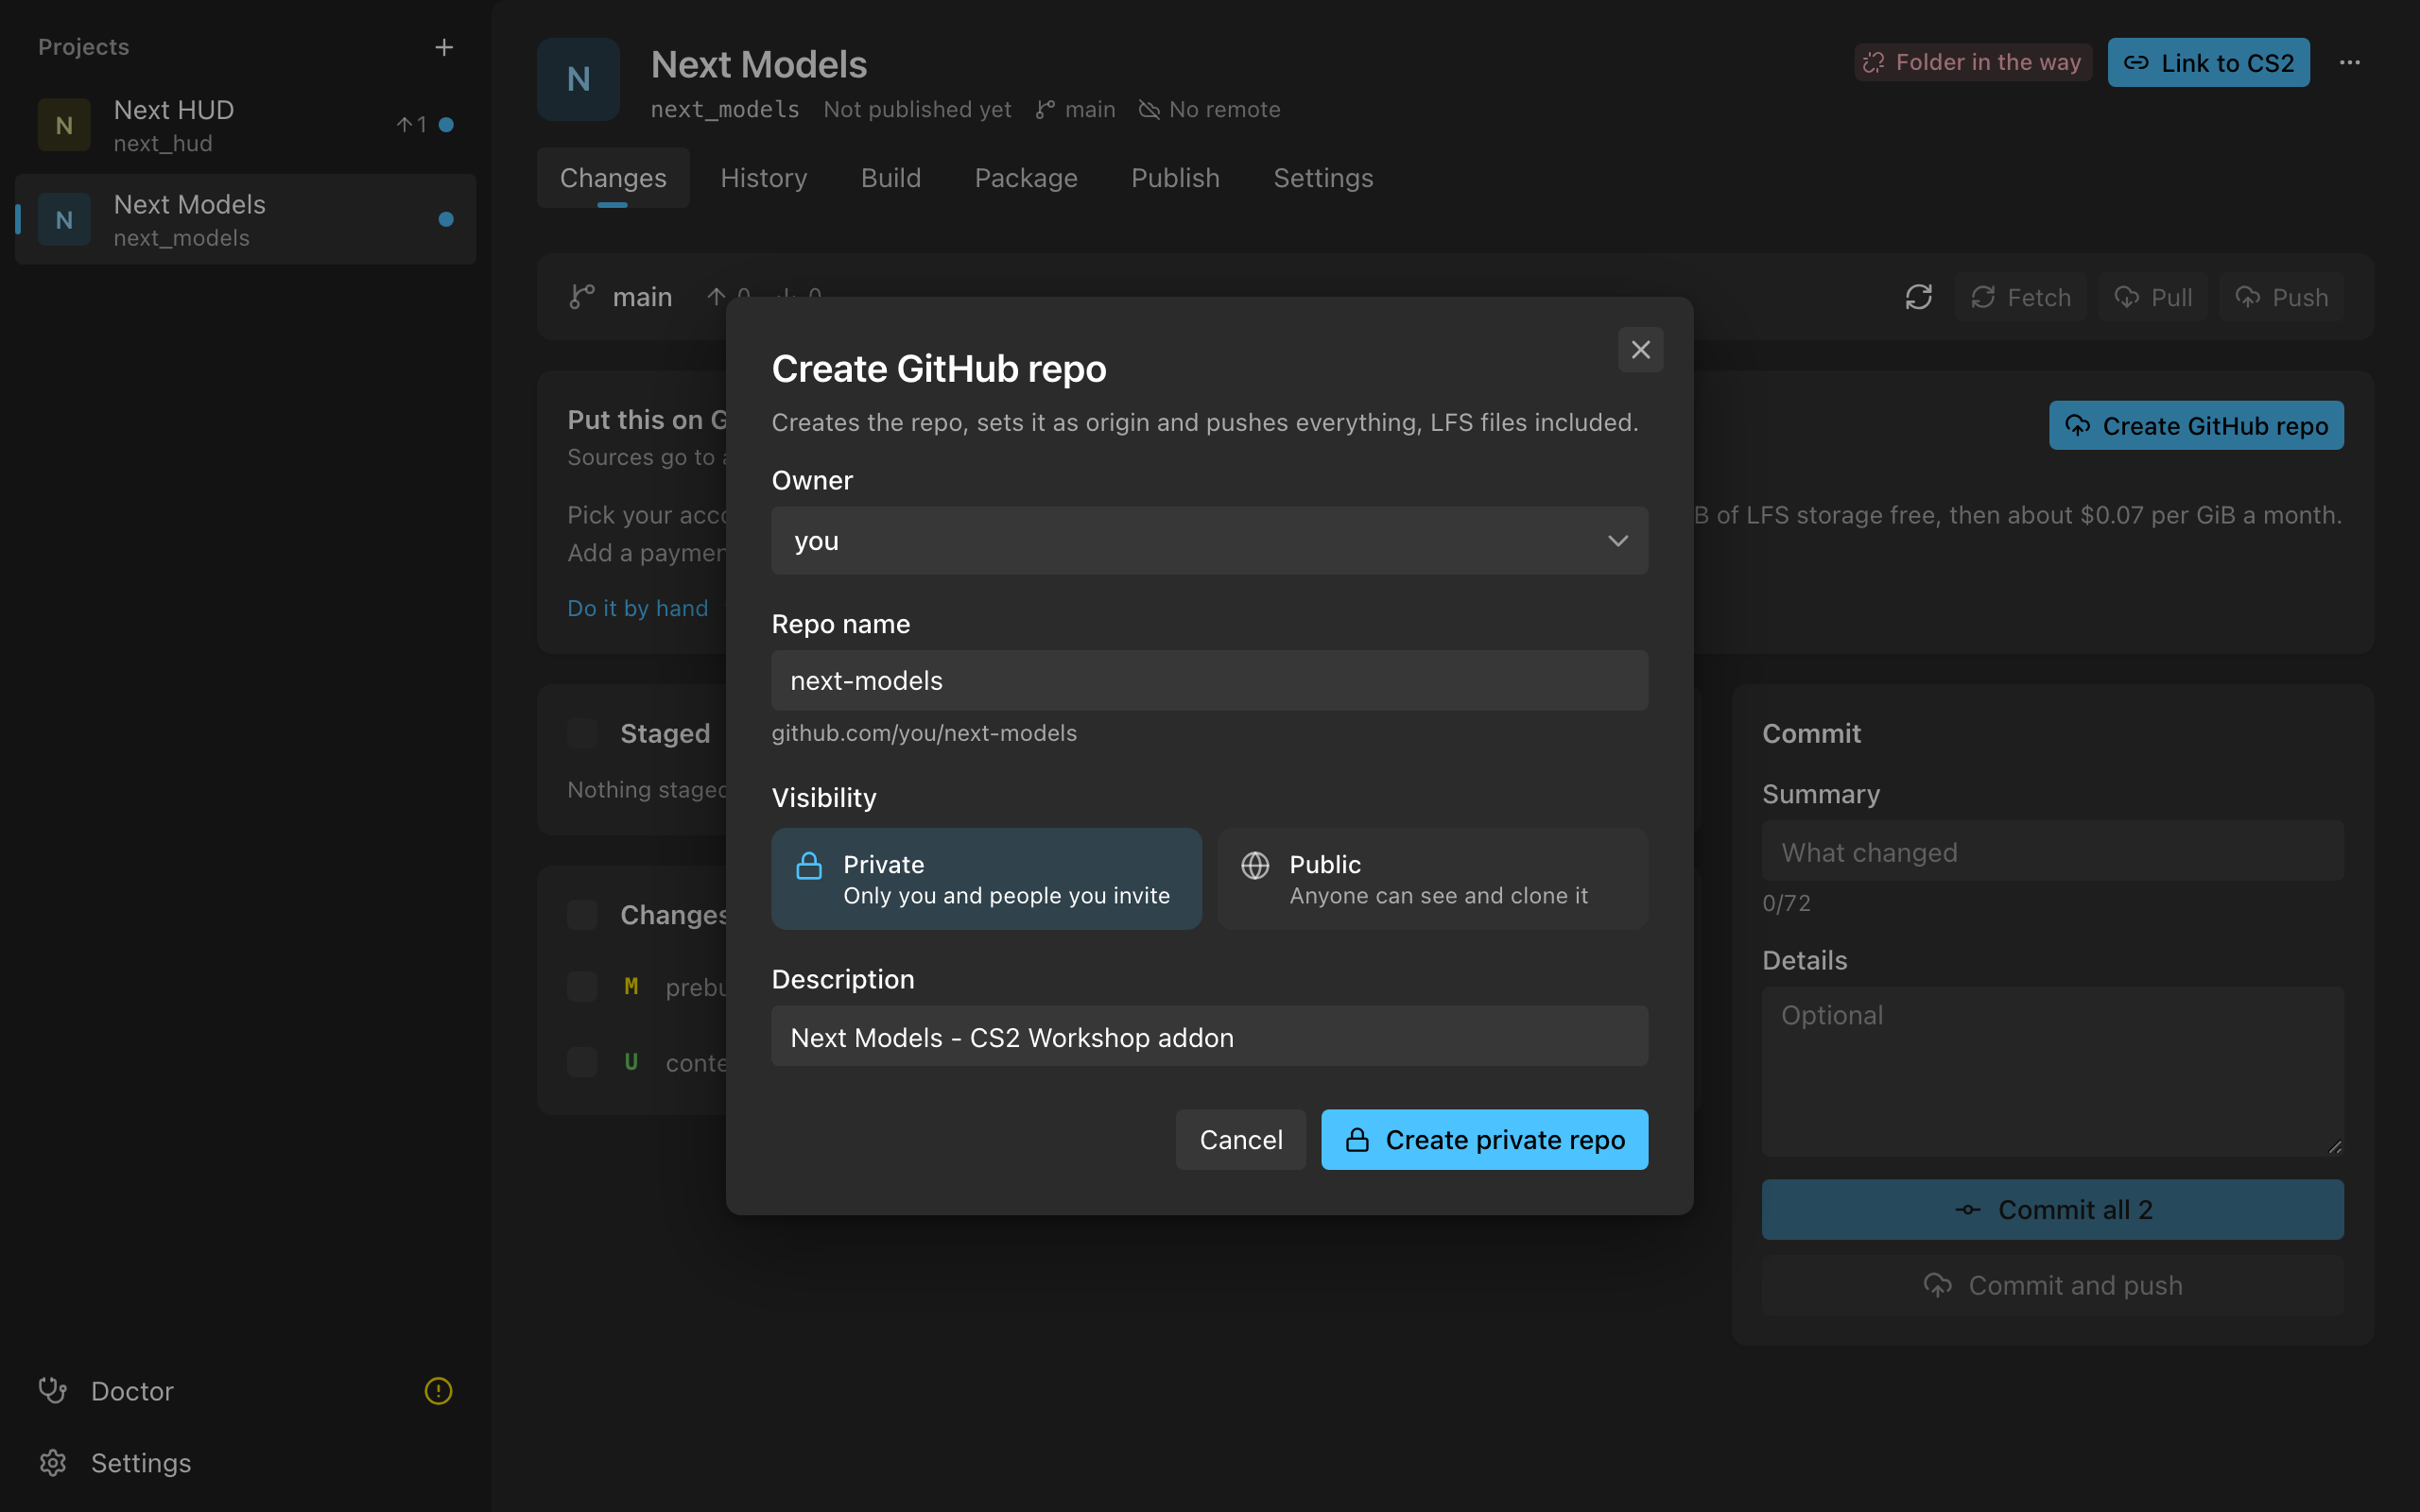 Projects
N
Next HUD
1
next_hud
N
Next Models
next_models
Doctor
Settings
N
Next Models
next_models Not published yet main No remote
Folder in the way
Link to CS2
Changes History Build Package Publish Settings
main
Fetch
Pull
Push
Put this on
Sources go to
Pick your
Add a
Do it by hand
Create GitHub repo
of LFS storage free, then about $0.07 per GiB a month.
Staged
Nothing staged
Changes
M
U
Create GitHub repo
Creates the repo, sets it as origin and pushes everything, LFS files included.
Owner
you
Repo name
next-models
github.com/you/next-models
Visibility
Private
Only you and people you invite
Public
Anyone can see and clone it
Description
Next Models - CS2 Workshop addon
Cancel
Create private repo
Commit
Summary
What changed
0/72
Details
Optional
Commit all 2
Commit and push